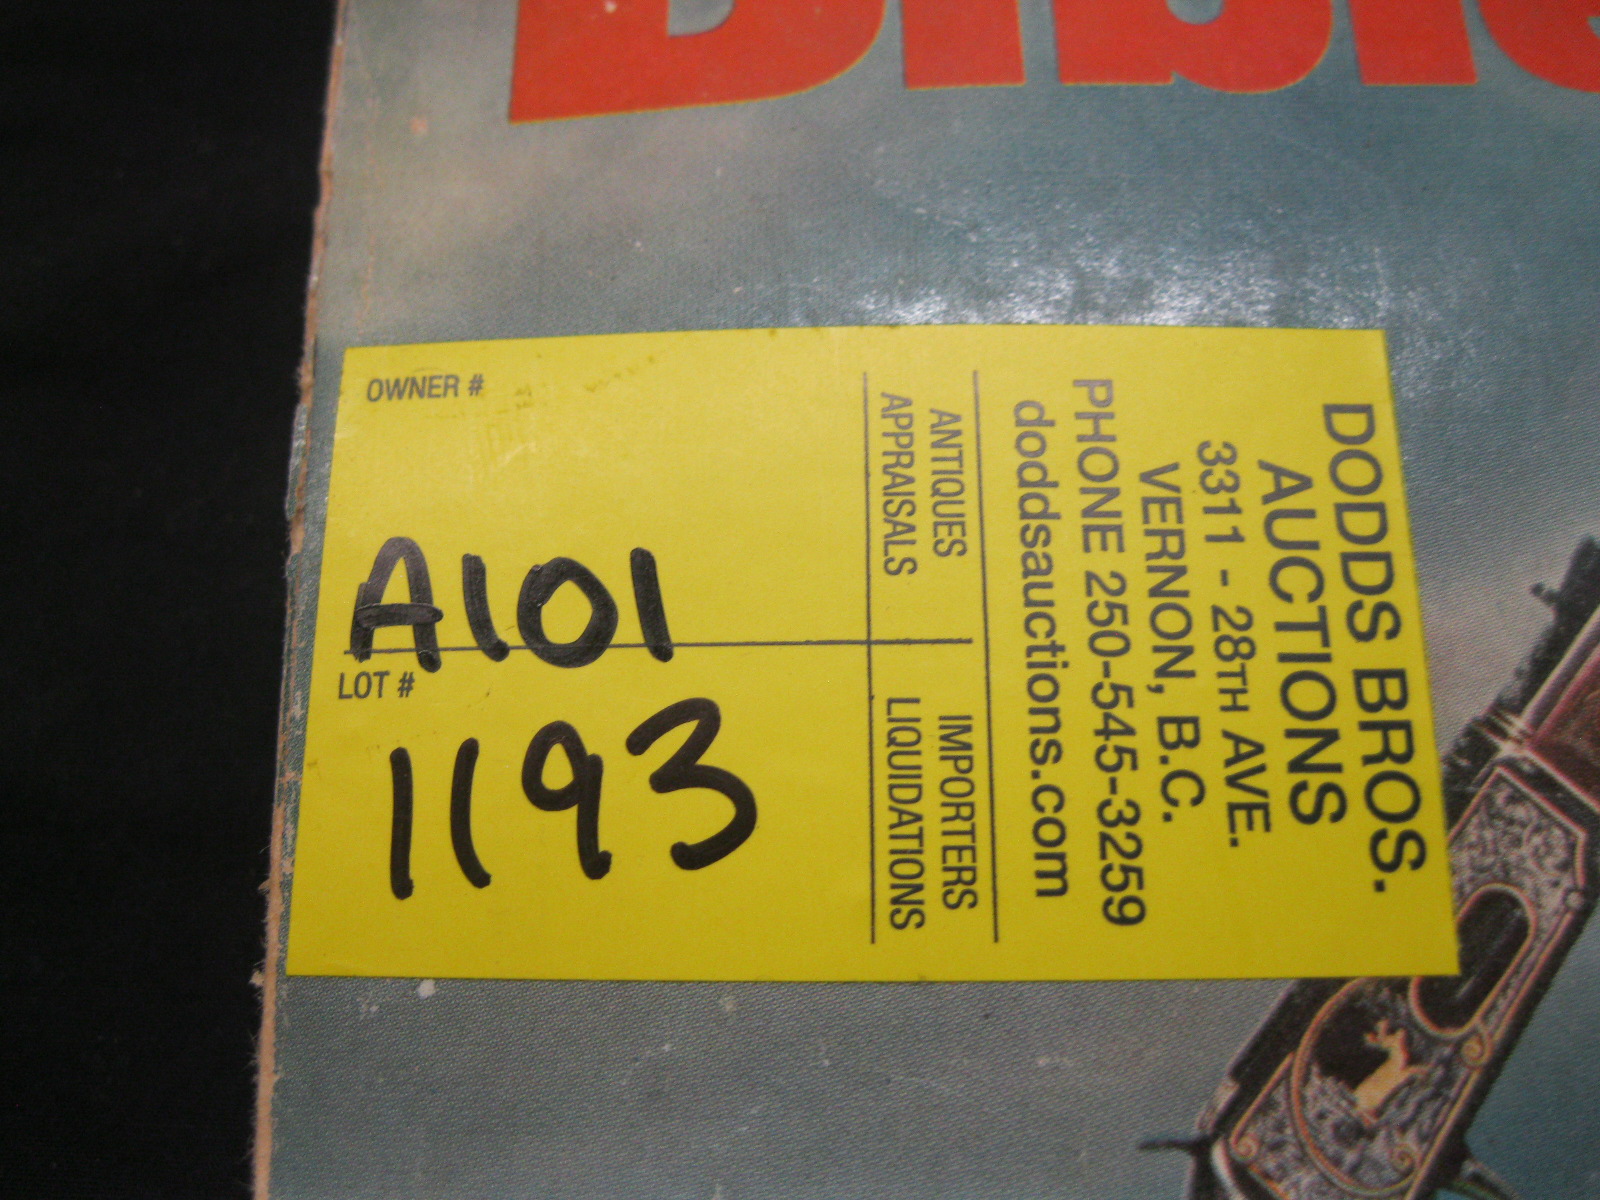 Bible
OWNER #
A101
LOT #
1193
DODDS BROS.
AUCTIONS
3311 - 28TH AVE.
VERNON, B.C.
PHONE 250-545-3259
doddsauctions.com
ANTIQUES
IMPORTERS
APPRAISALS
LIQUIDATIONS